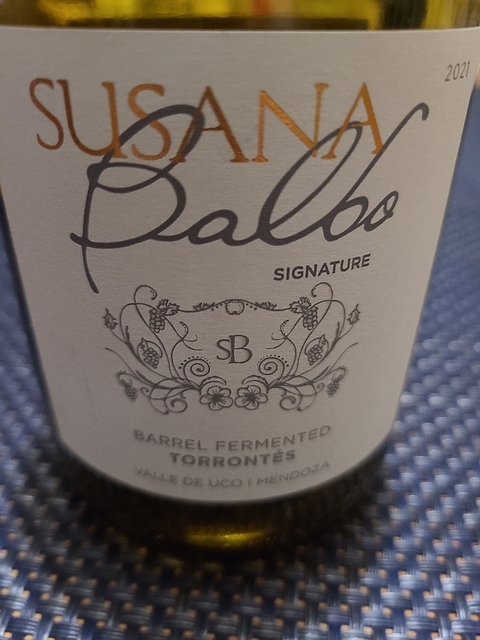 2021
SUSANA
Balbo
SIGNATURE
SB
BARREL FERMENTED
TORRONTÉS
VALLE DE UCO | MENDOZA